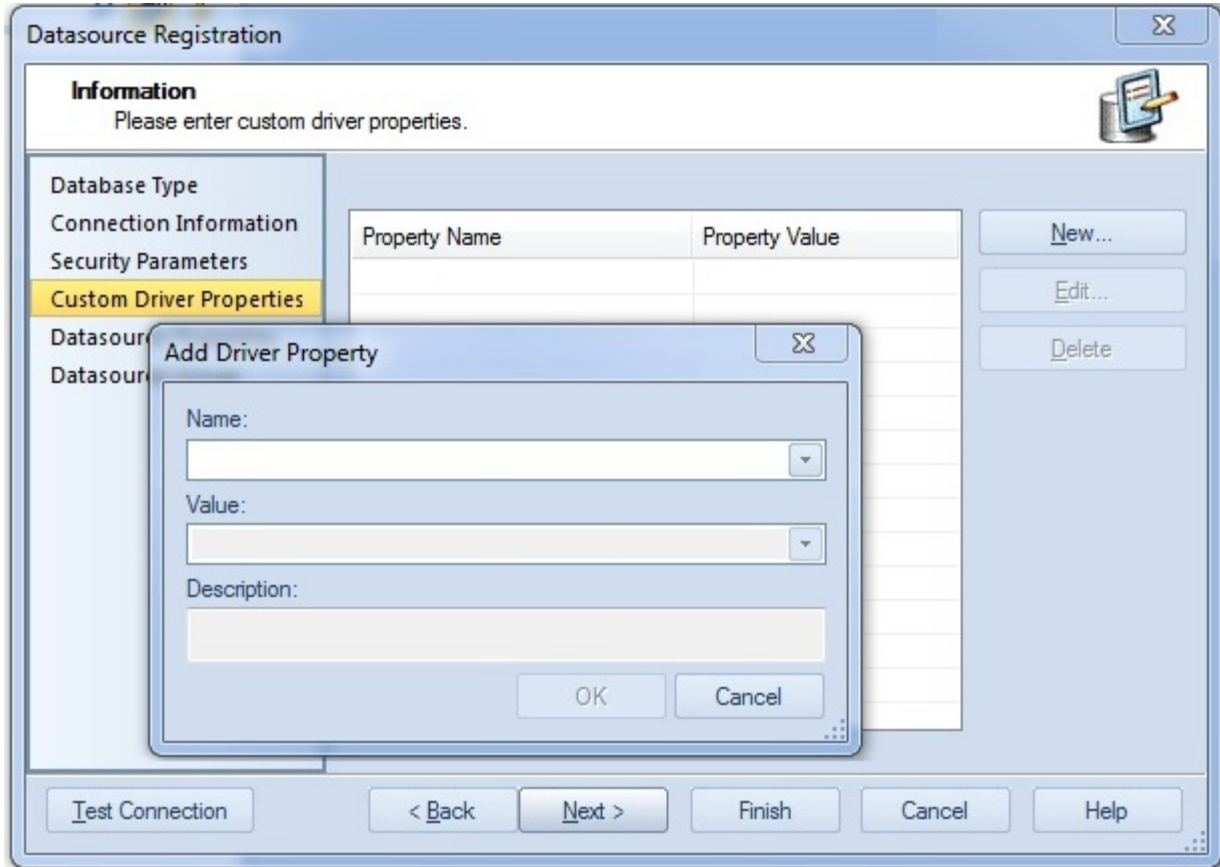 Datasource Registration
Information
Please enter custom driver properties.
Database Type
Connection Information
Security Parameters
Custom Driver Properties
Datasour
Datasour
Property Name Property Value
New...
Edit...
Delete
Add Driver Property
Name:
Value:
Description:
OK Cancel
Test Connection < Back Next > Finish Cancel Help